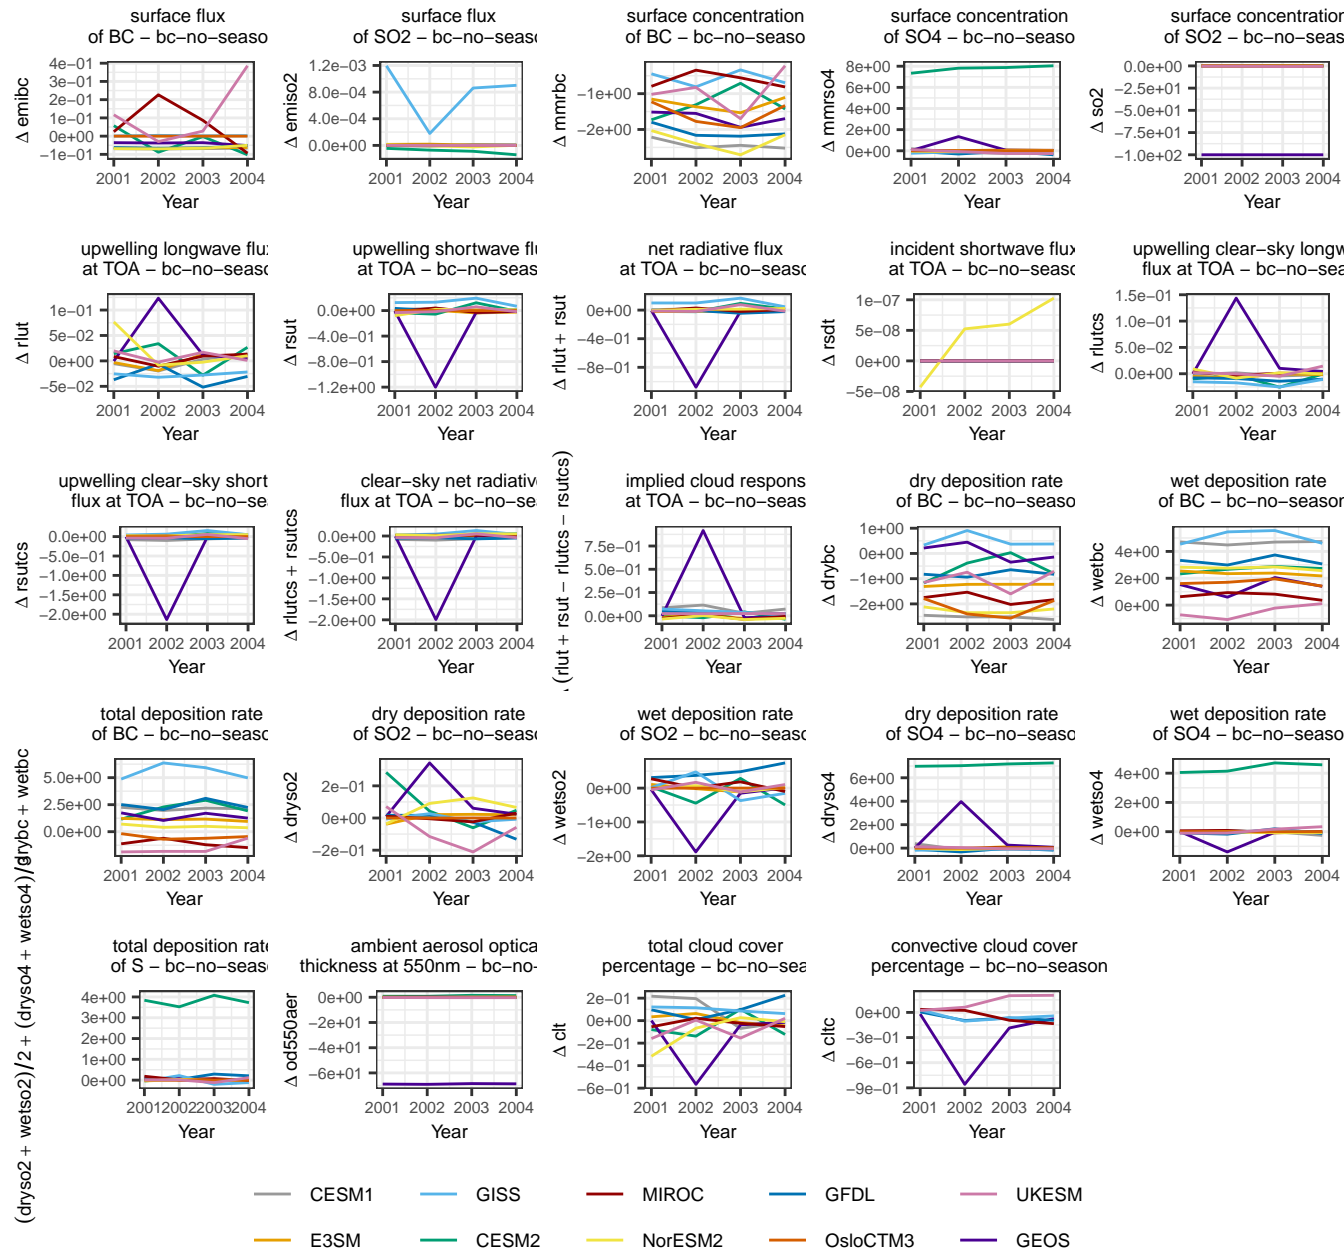 surface flux
of BC − bc−no−seaso
surface flux
of SO2 − bc−no−seaso
surface concentration
of BC − bc−no−seaso
surface concentration
of SO4 − bc−no−seaso
surface concentration
of SO2 − bc−no−seaso
Δ emibc
4e−01
3e−01
2e−01
1e−01
0e+00
−1e−01
2001 2002 2003 2004
Year
Δ emiso2
1.2e−03
8.0e−04
4.0e−04
0.0e+00
2001 2002 2003 2004
Year
Δ mmrbc
−1e+00
−2e+00
2001 2002 2003 2004
Year
Δ mmrso4
8e+00
6e+00
4e+00
2e+00
0e+00
2001 2002 2003 2004
Year
Δ so2
0.0e+00
−2.5e+01
−5.0e+01
−7.5e+01
−1.0e+02
2001 2002 2003 2004
Year
upwelling longwave flux
at TOA − bc−no−seaso
upwelling shortwave flu
at TOA − bc−no−seaso
net radiative flux
at TOA − bc−no−seaso
incident shortwave flux
at TOA − bc−no−seaso
upwelling clear−sky longw
flux at TOA − bc−no−seaso
Δ rlut
1e−01
5e−02
0e+00
−5e−02
2001 2002 2003 2004
Year
Δ rsut
0.0e+00
−4.0e−01
−8.0e−01
−1.2e+00
2001 2002 2003 2004
Year
Δ rlut + rsut
0e+00
−4e−01
−8e−01
2001 2002 2003 2004
Year
Δ rsdt
1e−07
5e−08
0e+00
−5e−08
2001 2002 2003 2004
Year
Δ rlutcs
1.5e−01
1.0e−01
5.0e−02
0.0e+00
2001 2002 2003 2004
Year
upwelling clear−sky short
flux at TOA − bc−no−sea
clear−sky net radiative
flux at TOA − bc−no−se
implied cloud respons
at TOA − bc−no−seas
dry deposition rate
of BC − bc−no−seaso
wet deposition rate
of BC − bc−no−season
Δ rsutcs
0.0e+00
−5.0e−01
−1.0e+00
−1.5e+00
−2.0e+00
2001 2002 2003 2004
Year
Δ rlutcs + rsutcs
0.0e+00
−5.0e−01
−1.0e+00
−1.5e+00
−2.0e+00
2001 2002 2003 2004
Year
(rlut + rsut − rlutcs − rsutcs)
7.5e−01
5.0e−01
2.5e−01
0.0e+00
2001 2002 2003 2004
Year
Δ drybc
1e+00
0e+00
−1e+00
−2e+00
2001 2002 2003 2004
Year
Δ wetbc
4e+00
2e+00
0e+00
2001 2002 2003 2004
Year
total deposition rate
of BC − bc−no−seaso
dry deposition rate
of SO2 − bc−no−seaso
wet deposition rate
of SO2 − bc−no−seaso
dry deposition rate
of SO4 − bc−no−seaso
wet deposition rate
of SO4 − bc−no−seaso
drybc + wetbc
5.0e+00
2.5e+00
0.0e+00
2001 2002 2003 2004
Year
Δ dryso2
2e−01
0e+00
−2e−01
2001 2002 2003 2004
Year
Δ wetso2
0e+00
−1e+00
−2e+00
2001 2002 2003 2004
Year
Δ dryso4
6e+00
4e+00
2e+00
0e+00
2001 2002 2003 2004
Year
Δ wetso4
4e+00
2e+00
0e+00
2001 2002 2003 2004
Year
total deposition rate
of S − bc−no−seaso
ambient aerosol optica
thickness at 550nm − bc−no−
total cloud cover
percentage − bc−no−sea
convective cloud cover
percentage − bc−no−season
(dryso2 + wetso2)/2 + (dryso4 + wetso4)/
4e+00
3e+00
2e+00
1e+00
0e+00
2001 2002 2003 2004
Year
Δ od550aer
0e+00
−2e+01
−4e+01
−6e+01
2001 2002 2003 2004
Year
Δ clt
2e−01
0e+00
−2e−01
−4e−01
−6e−01
2001 2002 2003 2004
Year
Δ cltc
0e+00
−3e−01
−6e−01
−9e−01
2001 2002 2003 2004
Year
CESM1 GISS MIROC GFDL UKESM
E3SM CESM2 NorESM2 OsloCTM3 GEOS